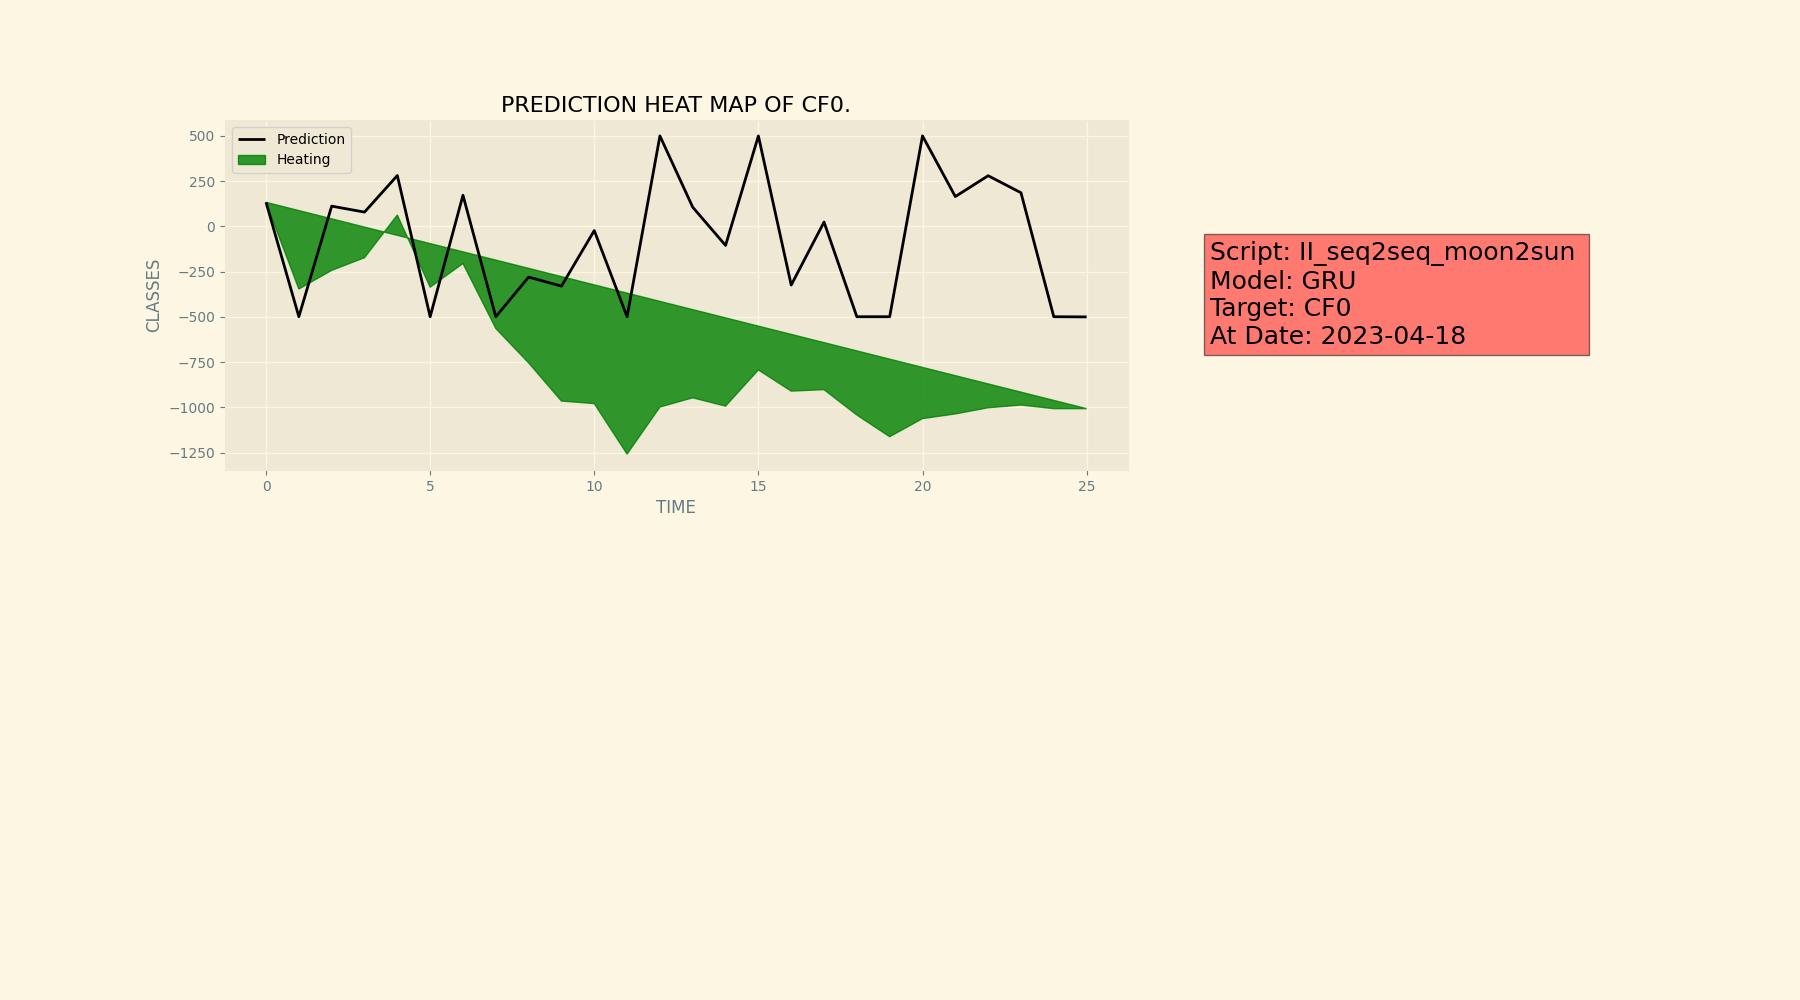 PREDICTION HEAT MAP OF CF0.
Prediction
Heating
500
250
0
−250
−500
−750
−1000
−1250
CLASSES
0 5 10 15 20 25
TIME
Script: II_seq2seq_moon2sun
Model: GRU
Target: CF0
At Date: 2023-04-18